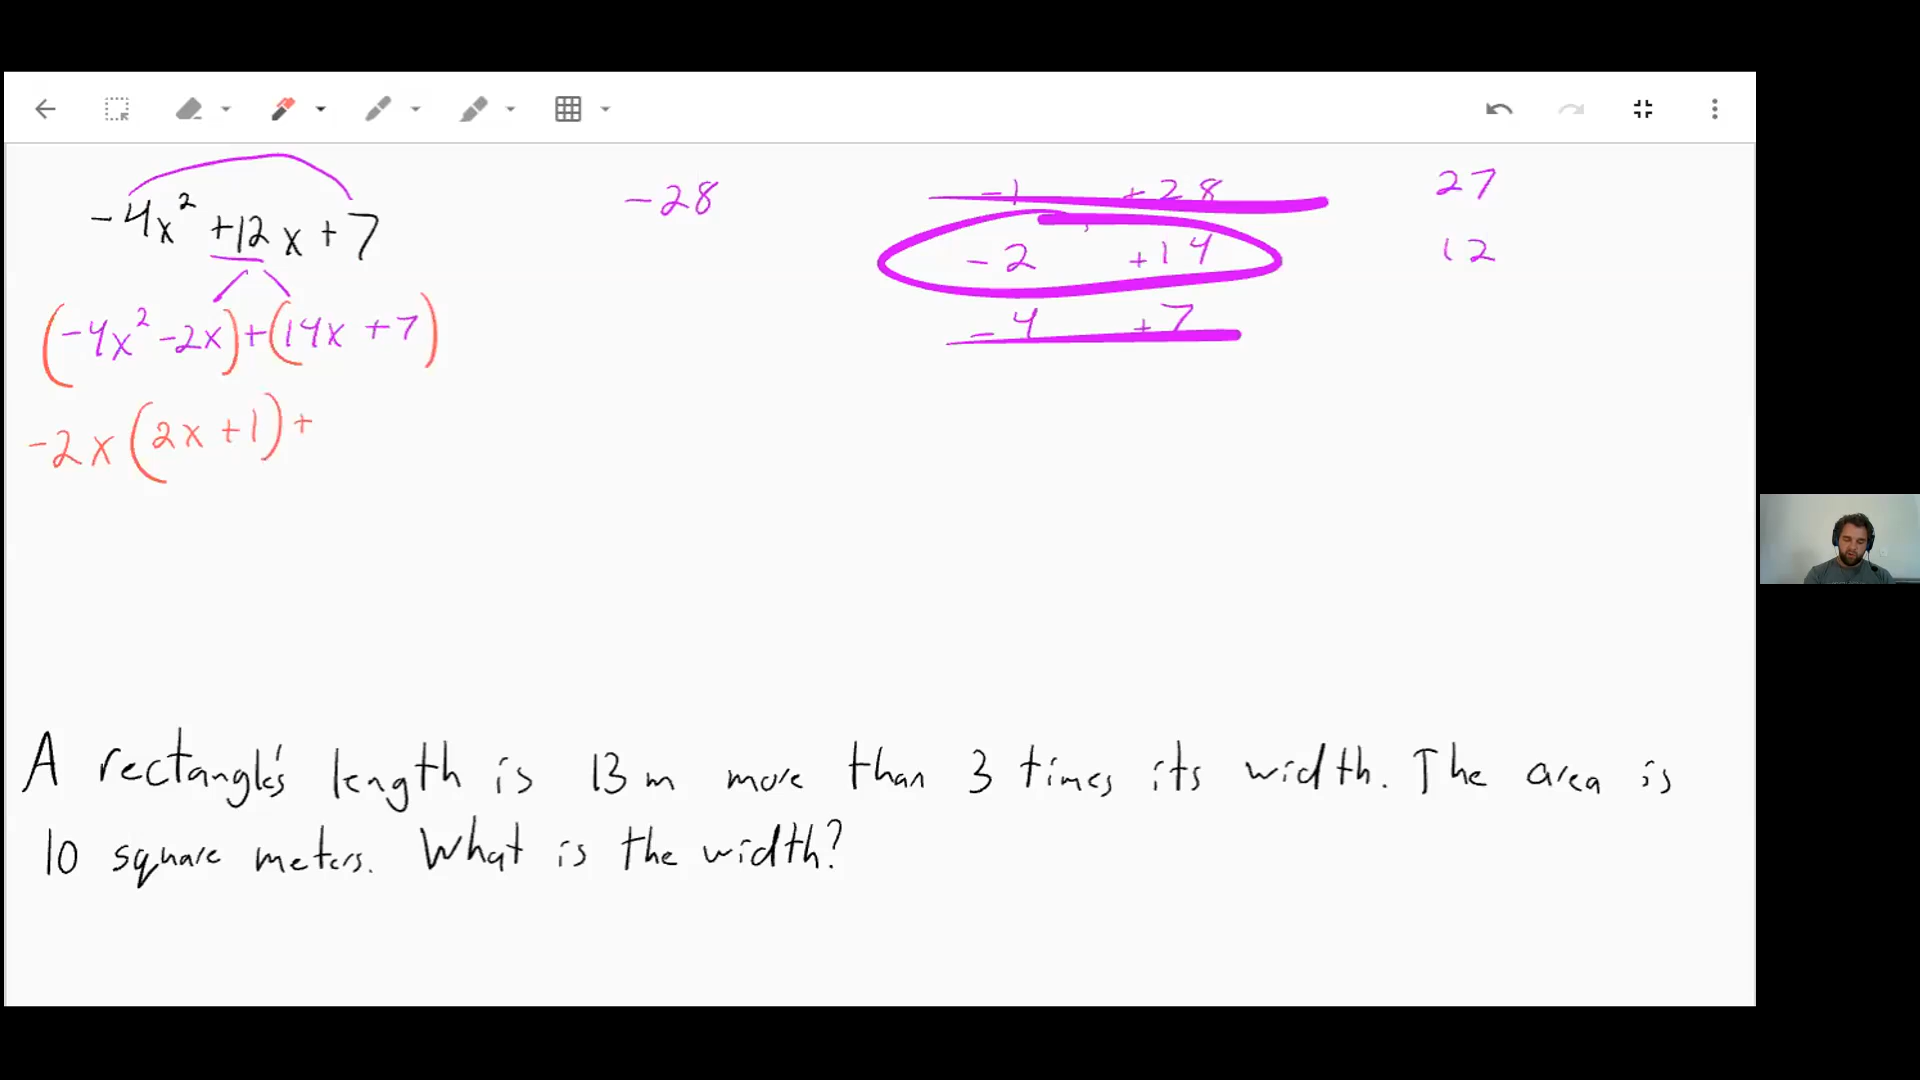 -4x² +12x + 7
-28
-1 +28 27
-2 +14 12
(-4x² -2x)+(14x +7)
-4 +7
-2x(2x+1)+
A rectangle's length is 13m more than 3 times its width. The area is
10 square meters. What is the width?